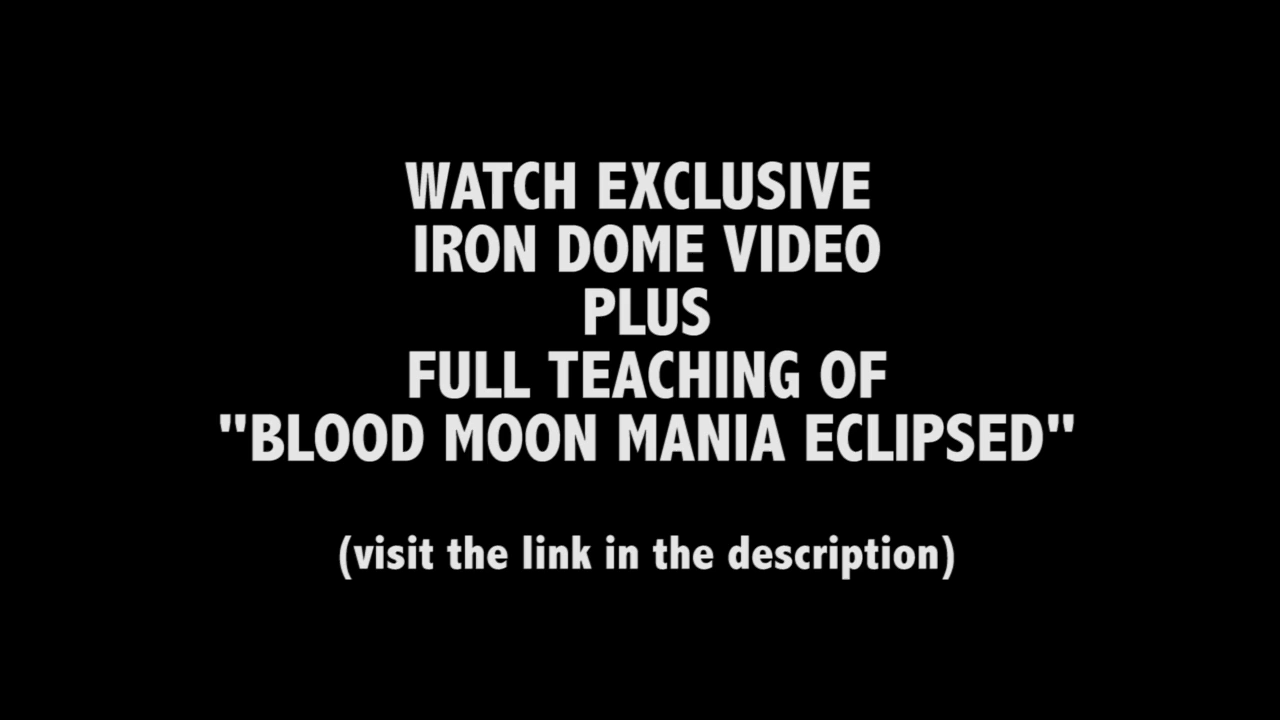 WATCH EXCLUSIVE
IRON DOME VIDEO
PLUS
FULL TEACHING OF
"BLOOD MOON MANIA ECLIPSED"
(visit the link in the description)